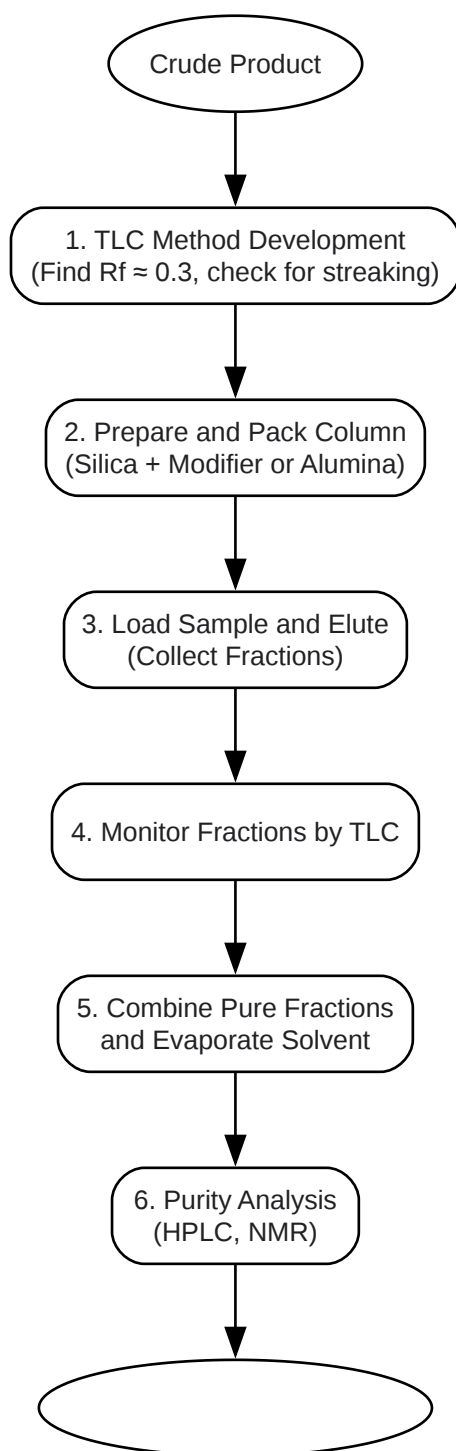 Crude Product
1. TLC Method Development
(Find Rf ≈ 0.3, check for streaking)
2. Prepare and Pack Column
(Silica + Modifier or Alumina)
3. Load Sample and Elute
(Collect Fractions)
4. Monitor Fractions by TLC
5. Combine Pure Fractions
and Evaporate Solvent
6. Purity Analysis
(HPLC, NMR)